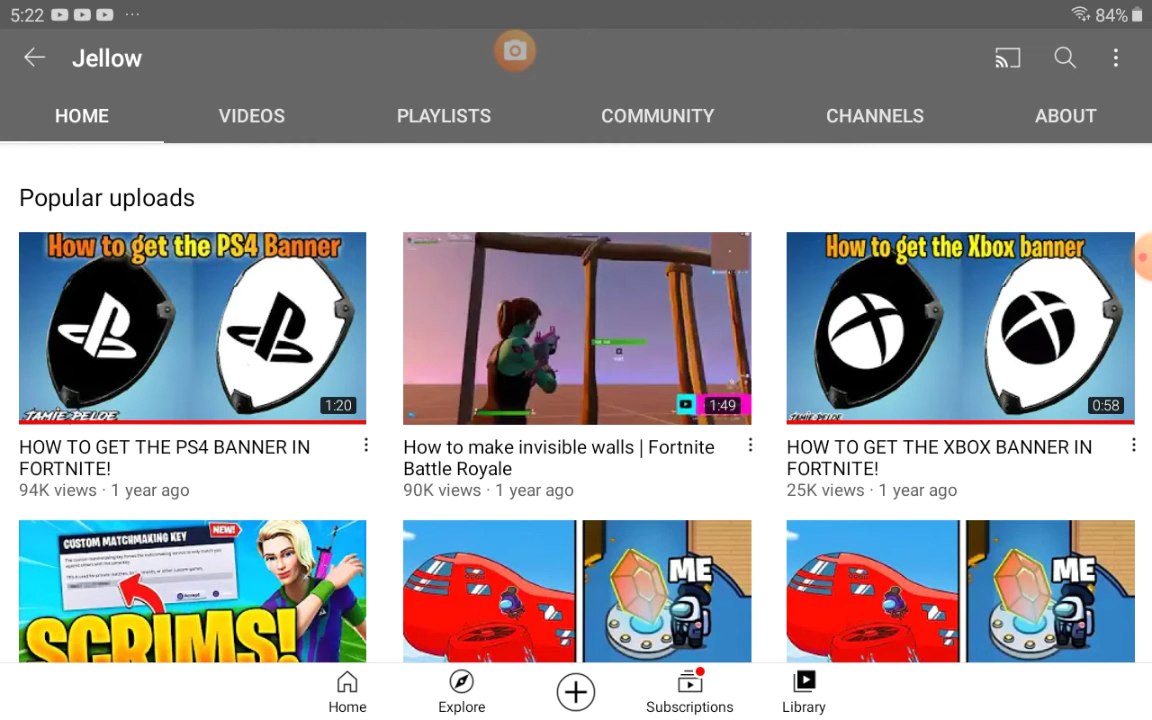 5:22
84%
Jellow
HOME VIDEOS PLAYLISTS COMMUNITY CHANNELS ABOUT
Popular uploads
How to get the PS4 Banner
TAMIE PELOE
1:20
HOW TO GET THE PS4 BANNER IN
FORTNITE!
94K views · 1 year ago
1:49
How to make invisible walls | Fortnite
Battle Royale
90K views · 1 year ago
How to get the Xbox banner
TAMIE PELOE
0:58
HOW TO GET THE XBOX BANNER IN
FORTNITE!
25K views · 1 year ago
CUSTOM MATCHMAKING KEY
NEW!
Accept
SCRIMS!
ME
ME
Home Explore Subscriptions Library